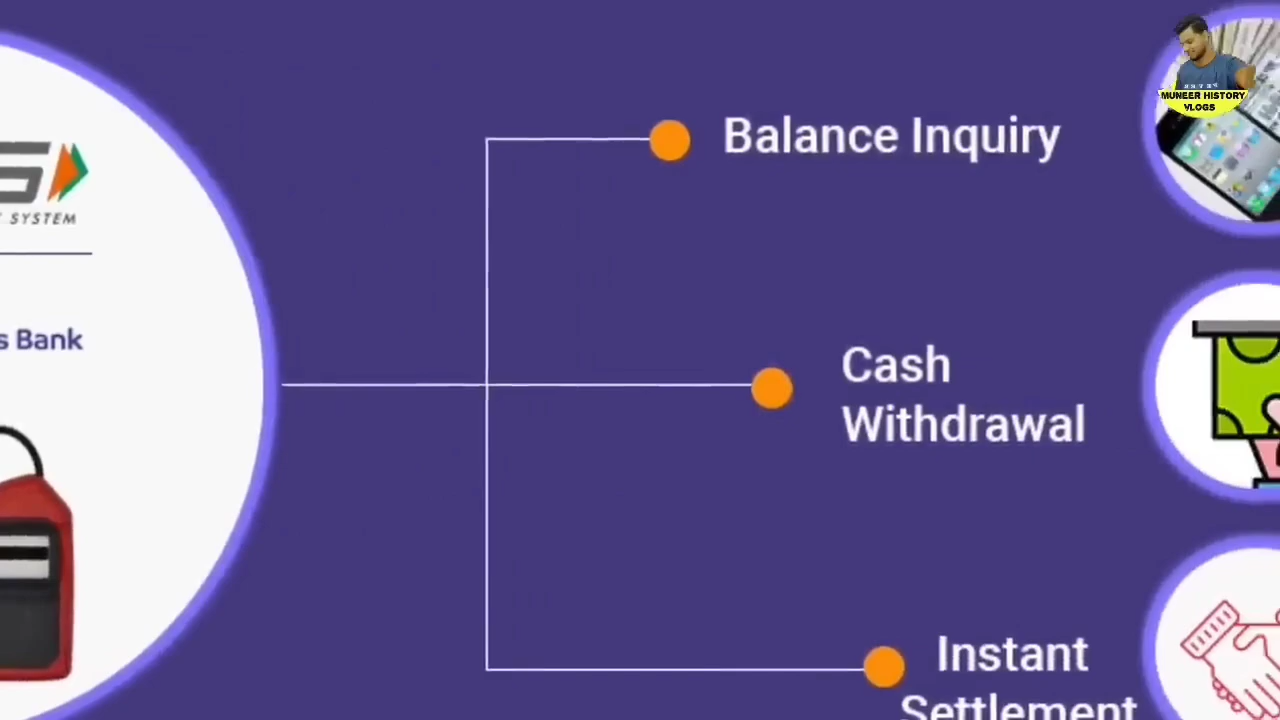 SYSTEM
s Bank
Balance Inquiry
Cash
Withdrawal
Instant
Settlement
MUNEER HISTORY
VLOGS